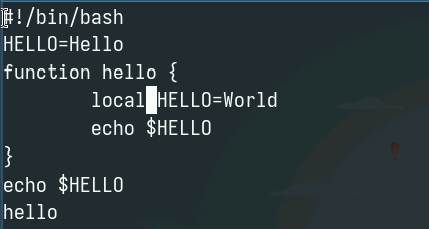 #!/bin/bash
HELLO=Hello
function hello {
        local HELLO=World
        echo $HELLO
}
echo $HELLO
hello